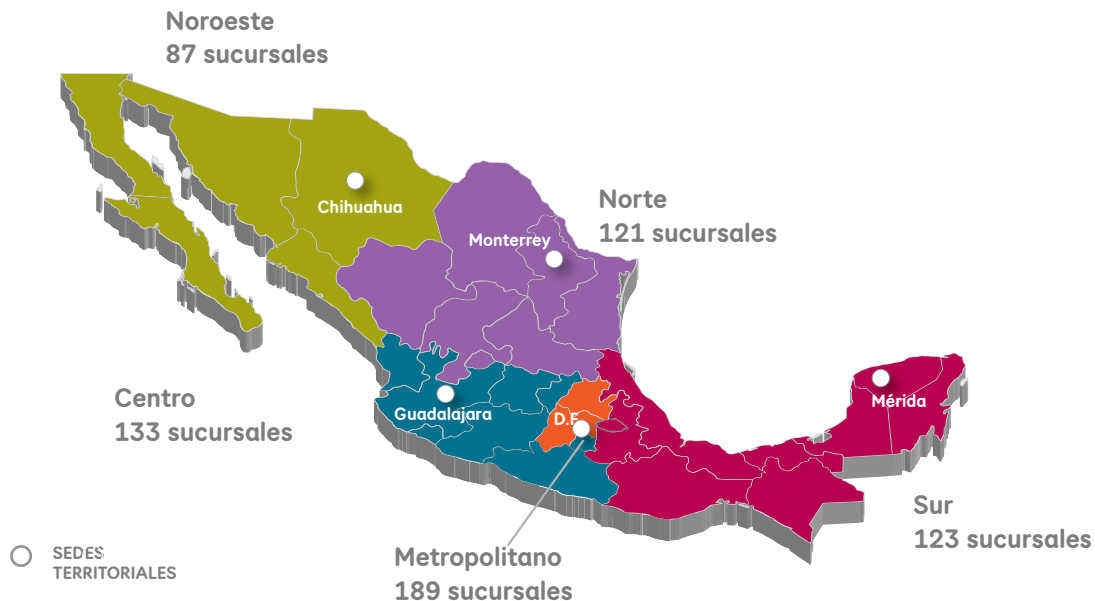 Noroeste
87 sucursales
Chihuahua
Norte
121 sucursales
Monterrey
Centro
133 sucursales
Guadalajara
D.F.
Mérida
Sur
123 sucursales
Metropolitano
189 sucursales
SEDES
TERRITORIALES